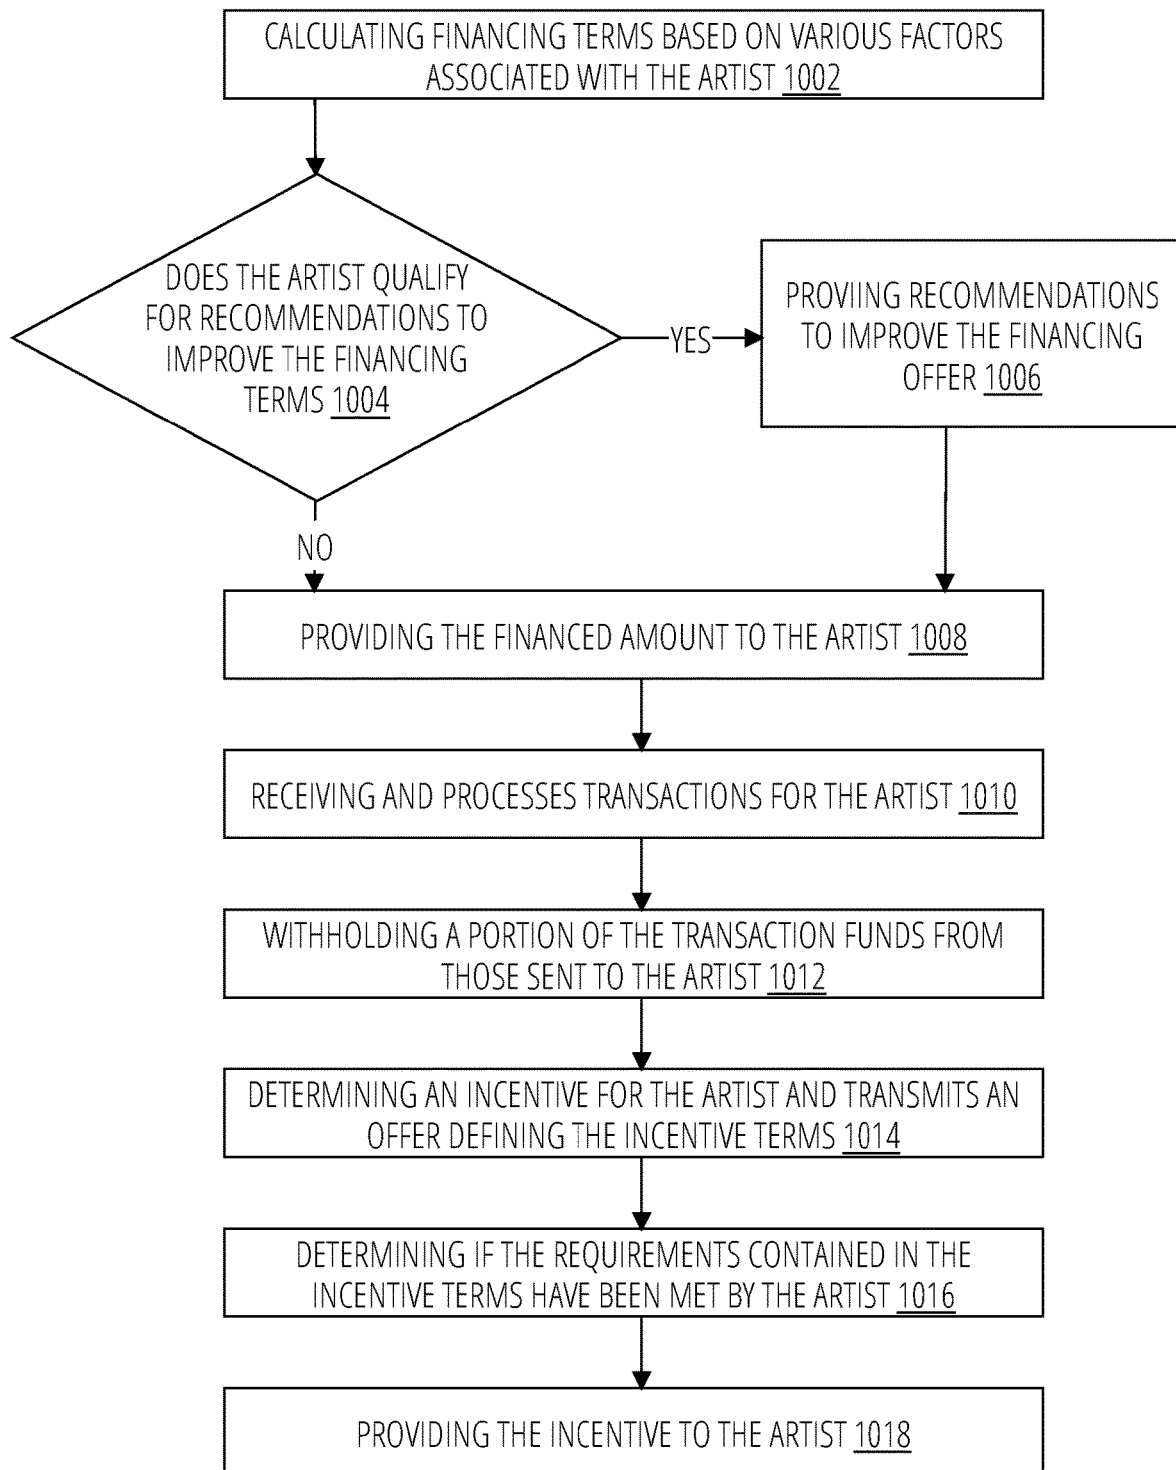 CALCULATING FINANCING TERMS BASED ON VARIOUS FACTORS
ASSOCIATED WITH THE ARTIST 1002
DOES THE ARTIST QUALIFY
FOR RECOMMENDATIONS TO
IMPROVE THE FINANCING
TERMS 1004
YES
PROVIING RECOMMENDATIONS
TO IMPROVE THE FINANCING
OFFER 1006
NO
PROVIDING THE FINANCED AMOUNT TO THE ARTIST 1008
RECEIVING AND PROCESSES TRANSACTIONS FOR THE ARTIST 1010
WITHHOLDING A PORTION OF THE TRANSACTION FUNDS FROM
THOSE SENT TO THE ARTIST 1012
DETERMINING AN INCENTIVE FOR THE ARTIST AND TRANSMITS AN
OFFER DEFINING THE INCENTIVE TERMS 1014
DETERMINING IF THE REQUIREMENTS CONTAINED IN THE
INCENTIVE TERMS HAVE BEEN MET BY THE ARTIST 1016
PROVIDING THE INCENTIVE TO THE ARTIST 1018